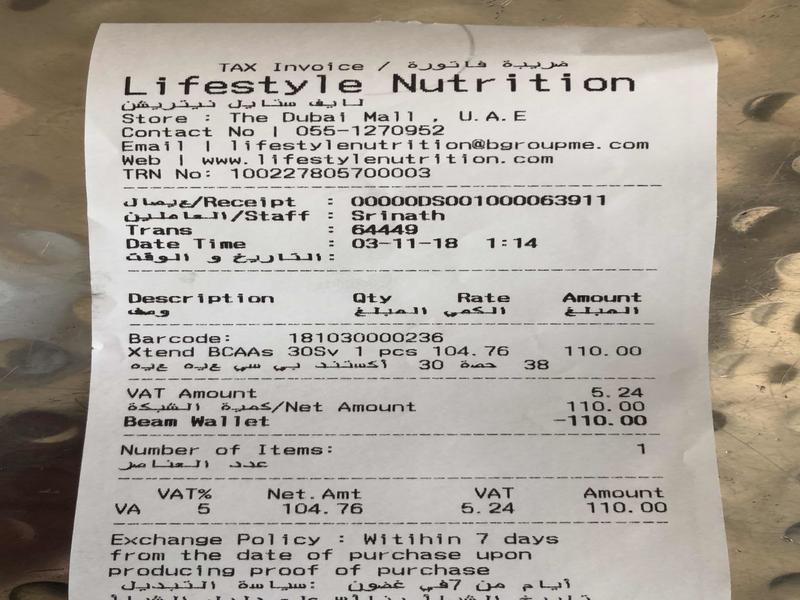 TAX Invoice / ضريبة فاتورة
Lifestyle Nutrition
لايف ستايل نيتريشن
Store : The Dubai Mall , U.A.E
Contact No | 055-1270952
Email | lifestylenutrition@bgroupme.com
Web | www.lifestylenutrition.com
TRN No: 100227805700003
/Receipt : 00000DS001000063911
العاملين/Staff : Srinath
Trans : 64449
Date Time : 03-11-18 1:14
التاريخ و الوقت:
Description Qty Rate Amount
وصف المبلغ الكمي المبلغ
Barcode: 181030000236
Xtend BCAAs 30Sv 1 pcs 104.76 110.00
أكستند بي سي 30 حصة 38
VAT Amount 5.24
كمية الشبكة/Net Amount 110.00
Beam Wallet -110.00
Number of Items: 1
عدد العناصر
VAT% Net.Amt VAT Amount
VA 5 104.76 5.24 110.00
Exchange Policy : Witihin 7 days
from the date of purchase upon
producing proof of purchase
سياسة التبديل: في غضون 7 أيام من